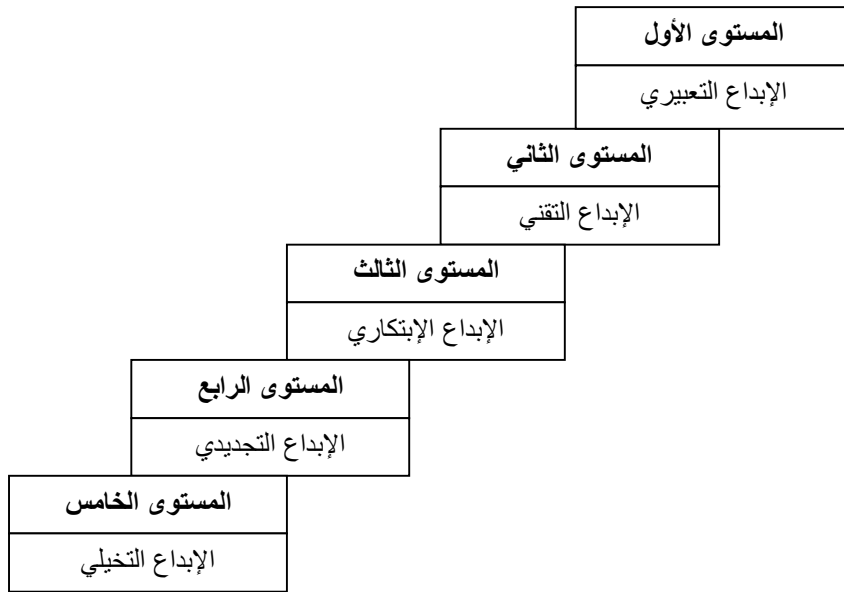 المستوى الأول
الإبداع التعبيري
المستوى الثاني
الإبداع التقني
المستوى الثالث
الإبداع الإبتكاري
المستوى الرابع
الإبداع التجديدي
المستوى الخامس
الإبداع التخيلي